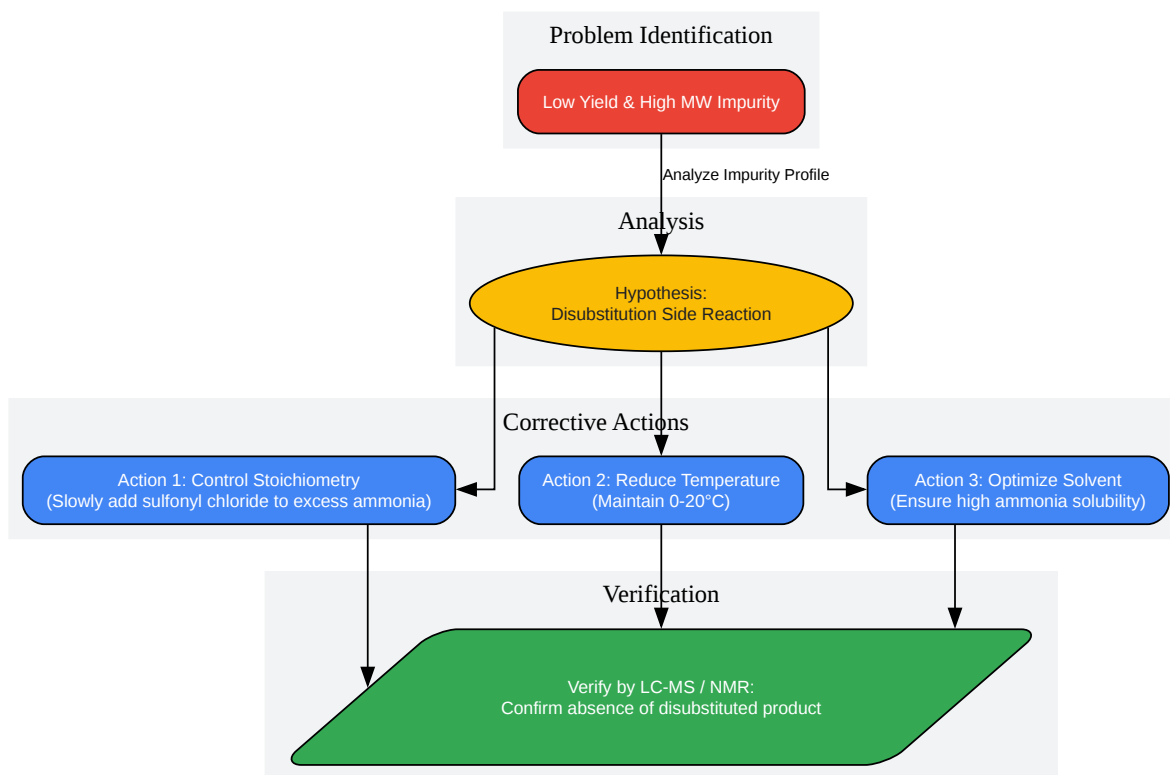 Problem Identification
Low Yield & High MW Impurity
Analyze Impurity Profile
Analysis
Hypothesis:
Disubstitution Side Reaction
Corrective Actions
Action 1: Control Stoichiometry
(Slowly add sulfonyl chloride to excess ammonia)
Action 2: Reduce Temperature
(Maintain 0-20°C)
Action 3: Optimize Solvent
(Ensure high ammonia solubility)
Verification
Verify by LC-MS / NMR:
Confirm absence of disubstituted product